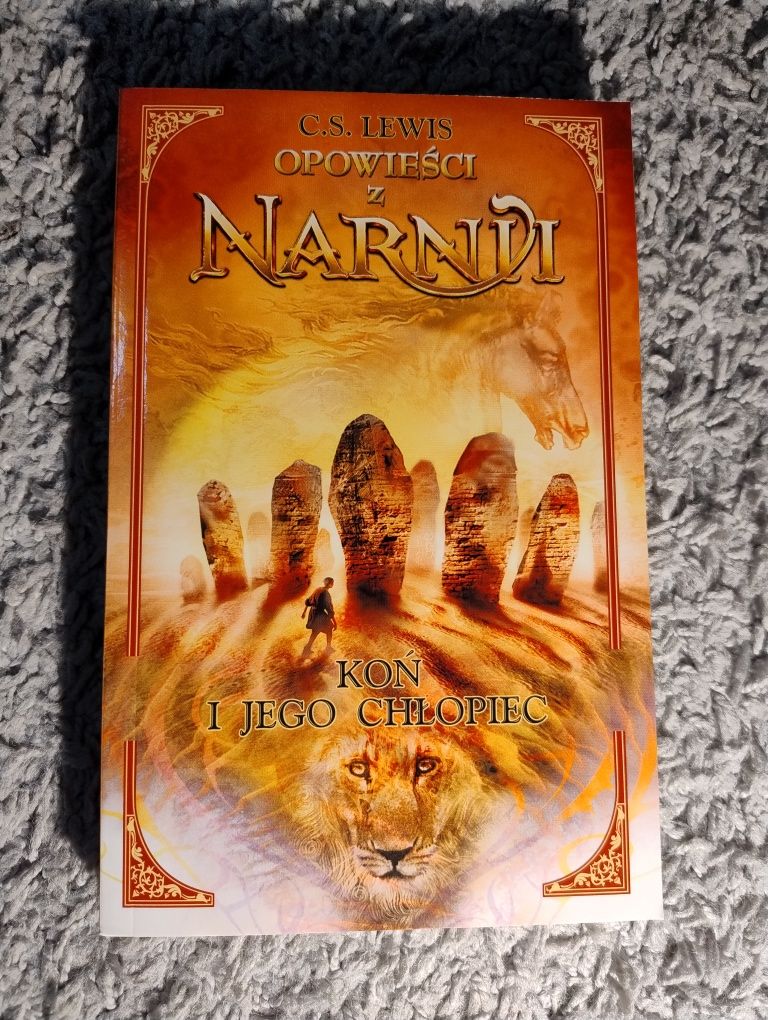 C.S. LEWIS
OPOWIEŚCI
Z
NARNII
KOŃ
I JEGO CHŁOPIEC